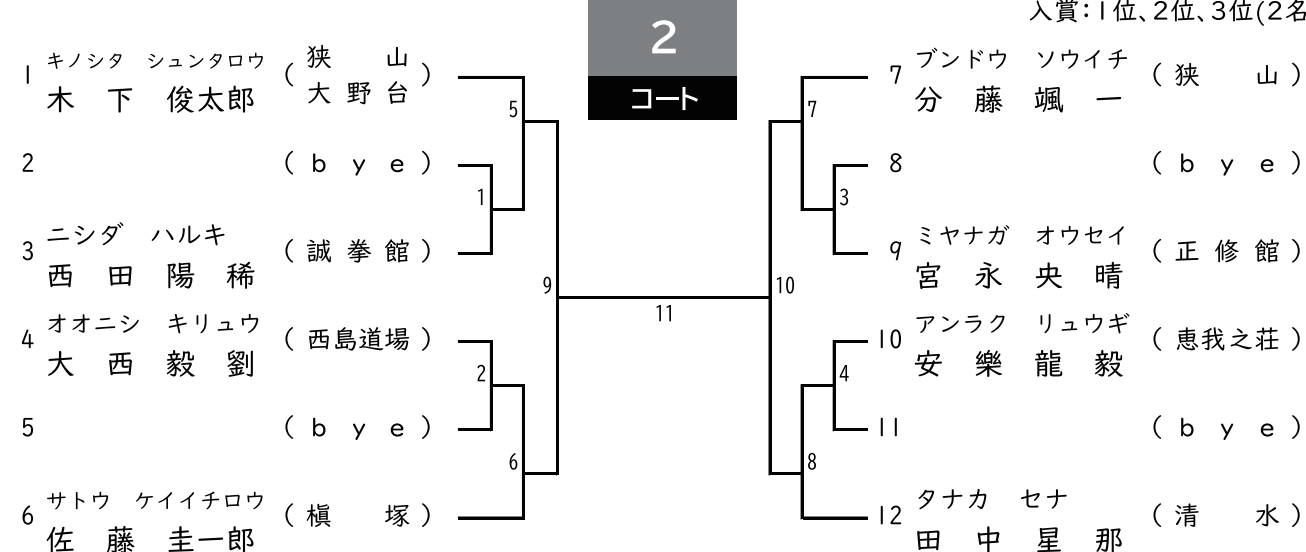 入賞：1位、2位、3位(2名
2
コート
1 キノシタ シュンタロウ
木下 俊太郎 （狭山大野台）
2 （bye）
3 ニシダ ハルキ
西田陽稀 （誠拳館）
4 オオニシ キリュウ
大西毅劉 （西島道場）
5 （bye）
6 サトウ ケイイチロウ
佐藤 圭一郎 （槇塚）
5
1
2
6
9
11
10
7
3
4
8
7 ブンドウ ソウイチ
分藤颯一 （狭山）
8 （bye）
9 ミヤナガ オウセイ
宮永央晴 （正修館）
10 アンラク リュウギ
安樂龍毅 （恵我之荘）
11 （bye）
12 タナカ セナ
田中星那 （清水）